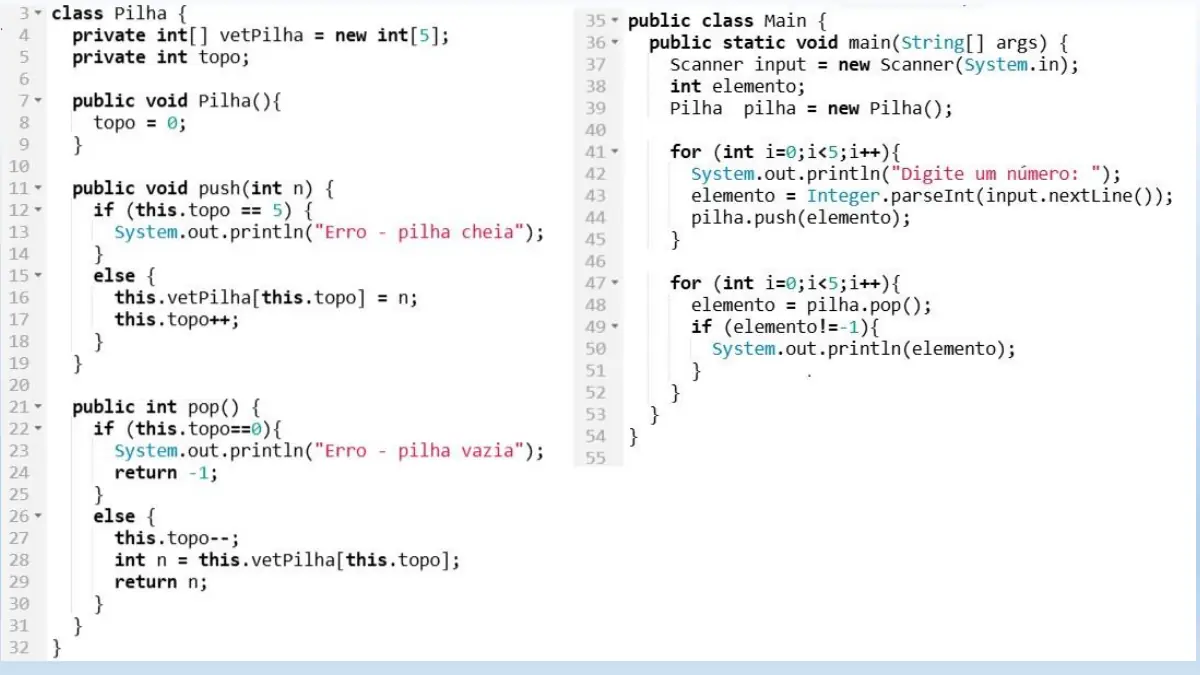 3 class Pilha {
4 private int[] vetPilha = new int[5];
5 private int topo;
6
7 public void Pilha(){
8 topo = 0;
9 }
10
11 public void push(int n) {
12 if (this.topo == 5) {
13 System.out.println("Erro - pilha cheia");
14 }
15 else {
16 this.vetPilha[this.topo] = n;
17 this.topo++;
18 }
19 }
20
21 public int pop() {
22 if (this.topo==0){
23 System.out.println("Erro - pilha vazia");
24 return -1;
25 }
26 else {
27 this.topo--;
28 int n = this.vetPilha[this.topo];
29 return n;
30 }
31 }
32 }
35 public class Main {
36 public static void main(String[] args) {
37 Scanner input = new Scanner(System.in);
38 int elemento;
39 Pilha pilha = new Pilha();
40
41 for (int i=0;i<5;i++){
42 System.out.println("Digite um número: ");
43 elemento = Integer.parseInt(input.nextLine());
44 pilha.push(elemento);
45 }
46
47 for (int i=0;i<5;i++){
48 elemento = pilha.pop();
49 if (elemento!=-1){
50 System.out.println(elemento);
51 }
52 }
53 }
54 }
55